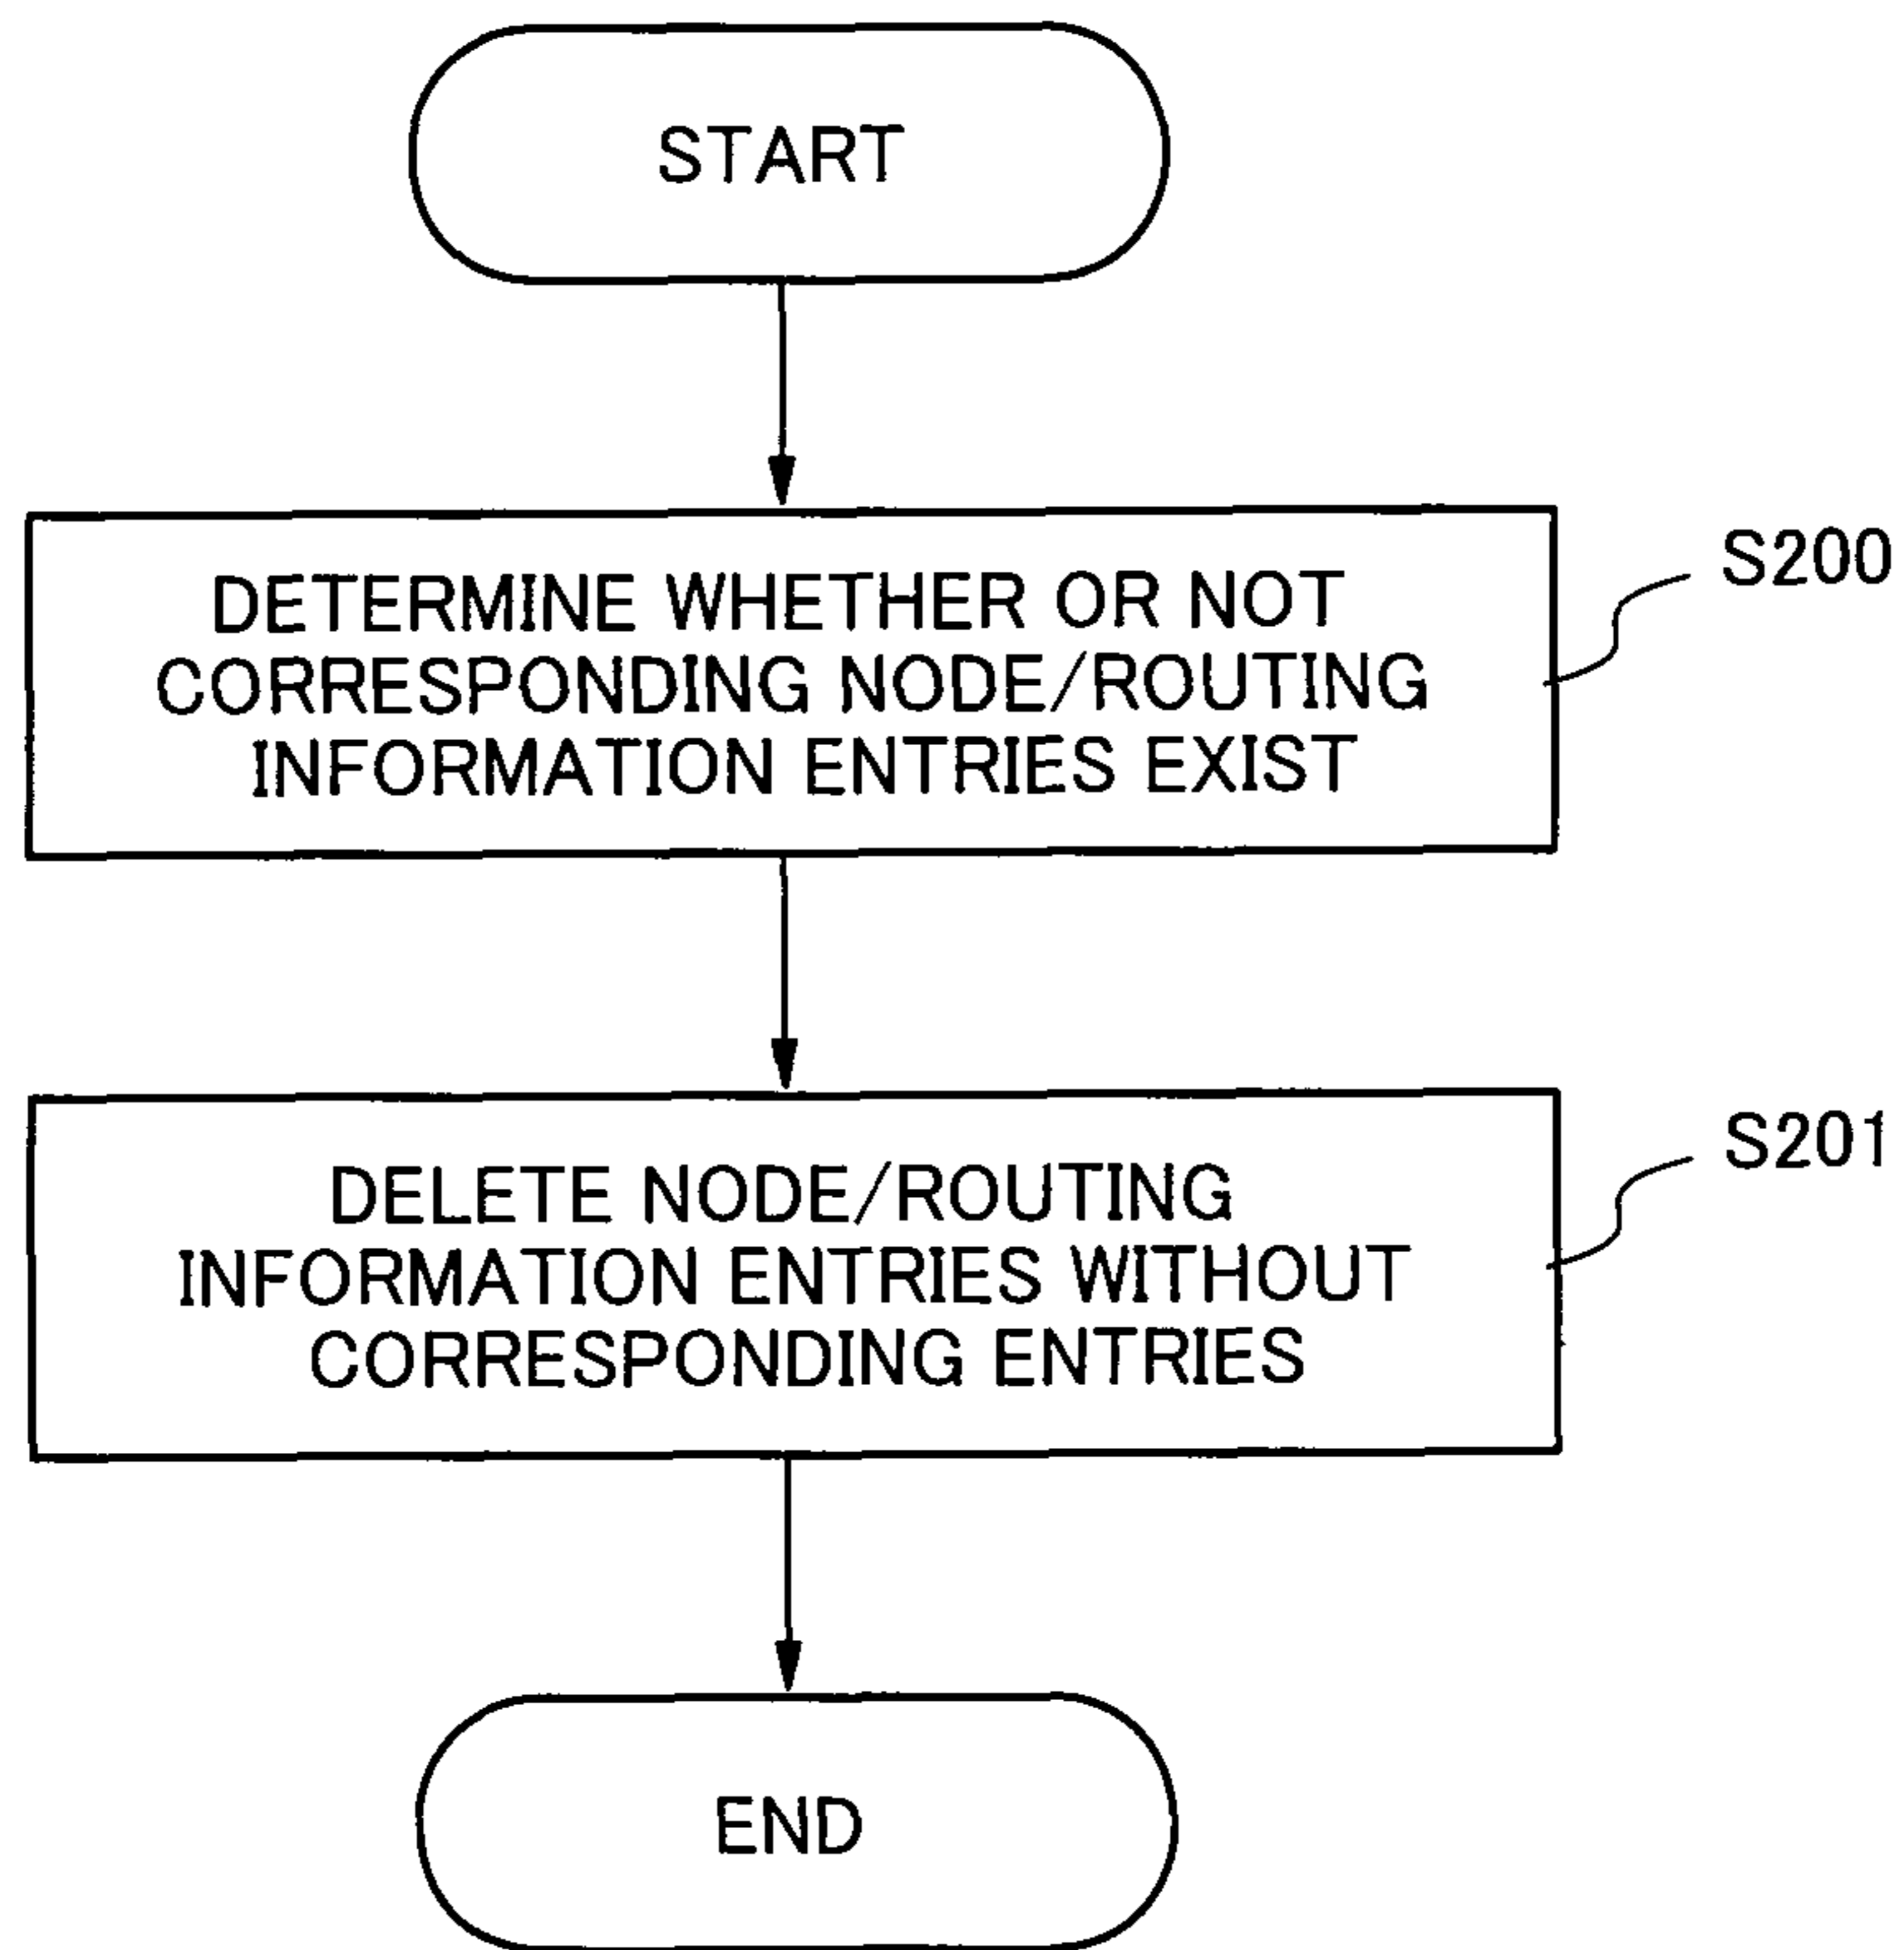 START
DETERMINE WHETHER OR NOT
CORRESPONDING NODE/ROUTING
INFORMATION ENTRIES EXIST
S200
DELETE NODE/ROUTING
INFORMATION ENTRIES WITHOUT
CORRESPONDING ENTRIES
S201
END